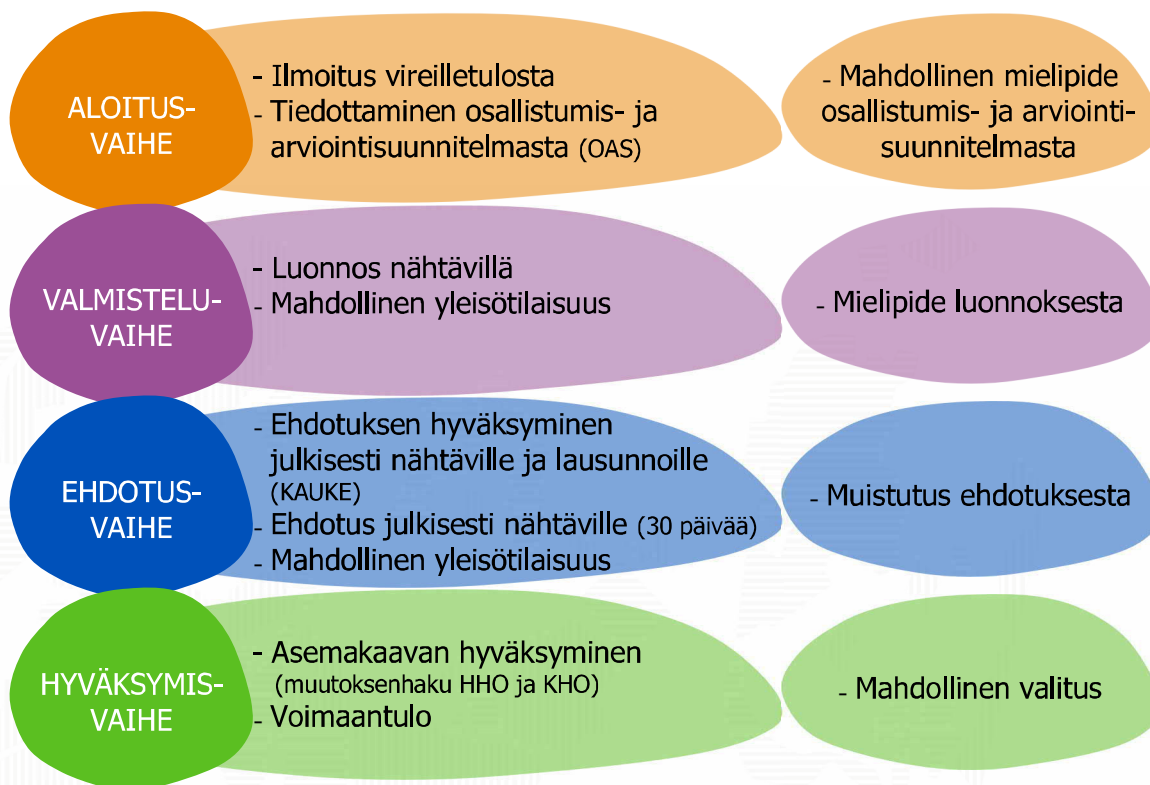 ALOITUS-
VAIHE
- Ilmoitus vireilletulosta
- Tiedottaminen osallistumis- ja
arviointisuunnitelmasta (OAS)
- Mahdollinen mielipide
osallistumis- ja arviointi-
suunnitelmasta
VALMISTELU-
VAIHE
- Luonnos nähtävillä
- Mahdollinen yleisötilaisuus
- Mielipide luonnoksesta
EHDOTUS-
VAIHE
- Ehdotuksen hyväksyminen
julkisesti nähtäville ja lausunnoille
(KAUKE)
- Ehdotus julkisesti nähtäville (30 päivää)
- Mahdollinen yleisötilaisuus
- Muistutus ehdotuksesta
HYVÄKSYMIS-
VAIHE
- Asemakaavan hyväksyminen
(muutoksenhaku HHO ja KHO)
- Voimaantulo
- Mahdollinen valitus